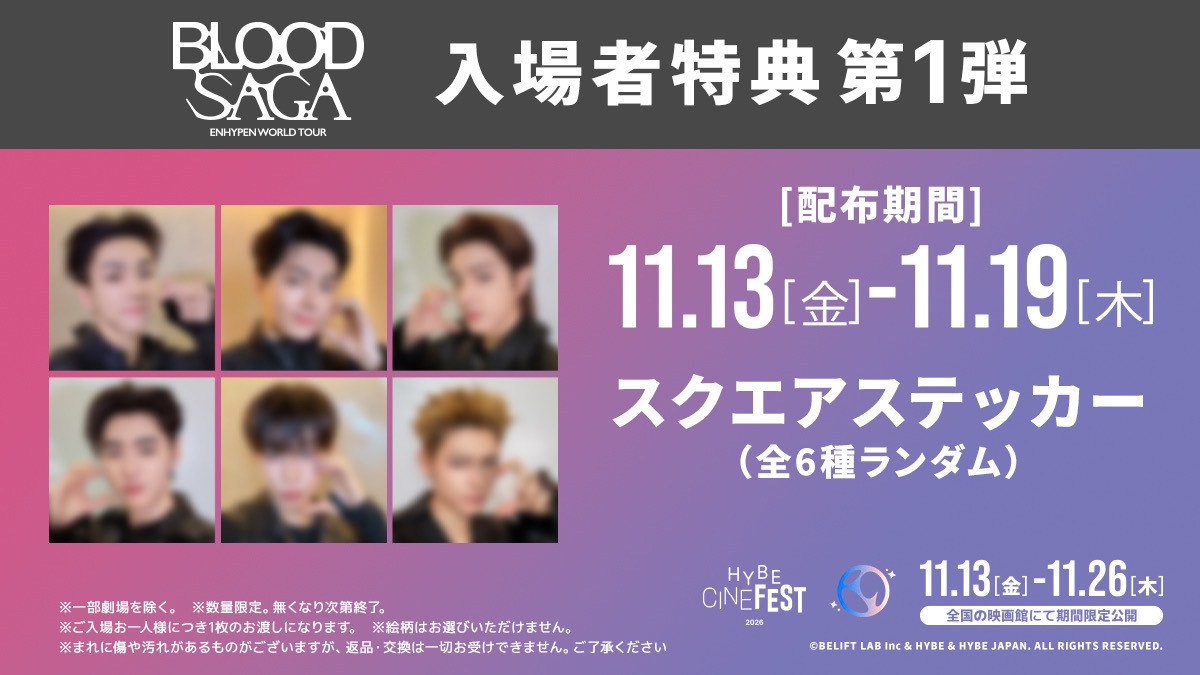 BLOOD
SAGA
ENHYPEN WORLD TOUR
入場者特典 第1弾
[配布期間]
11.13[金]-11.19[木]
スクエアステッカー
（全6種ランダム）
※一部劇場を除く。 ※数量限定。無くなり次第終了。
※ご入場お一人様につき1枚のお渡しになります。 ※絵柄はお選びいただけません。
※まれに傷や汚れがあるものがございますが、返品・交換は一切お受けできません。ご了承ください
HYBE
CINEFEST
2026
11.13[金]-11.26[木]
全国の映画館にて期間限定公開
©BELIFT LAB Inc & HYBE & HYBE JAPAN. ALL RIGHTS RESERVED.